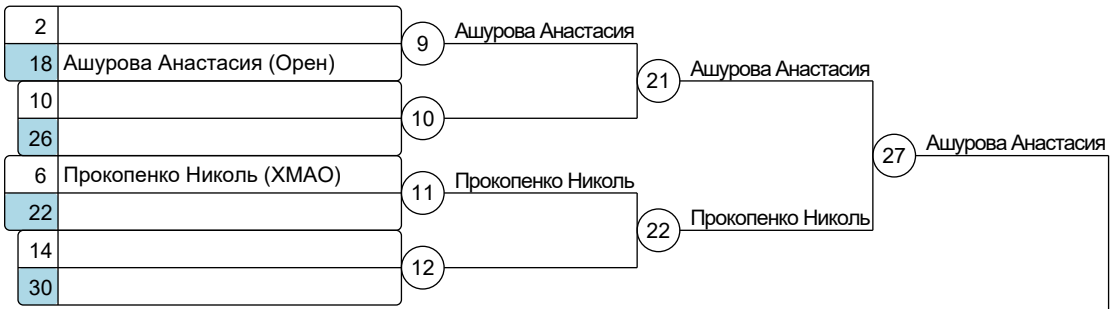 2
9
Ашурова Анастасия
18 Ашурова Анастасия (Орен)
21
Ашурова Анастасия
10
10
26
27
Ашурова Анастасия
6 Прокопенко Николь (ХМАО)
11
Прокопенко Николь
22
22
Прокопенко Николь
14
12
30